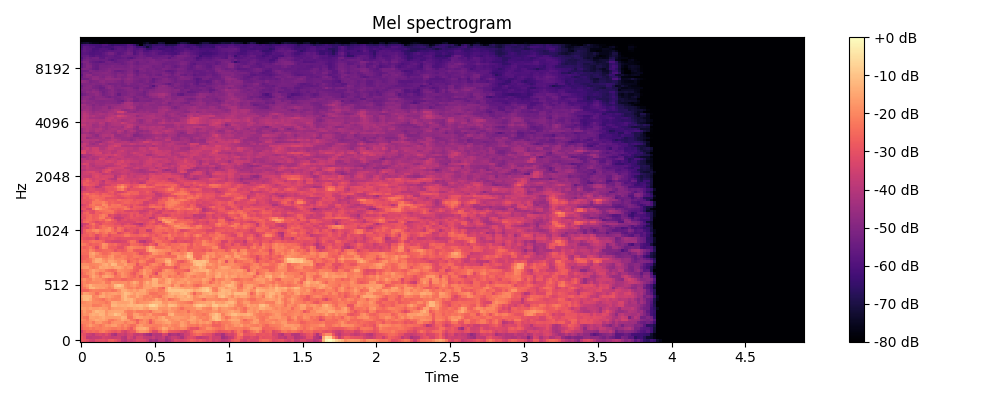 Mel spectrogram
Hz
8192
4096
2048
1024
512
0
0 0.5 1 1.5 2 2.5 3 3.5 4 4.5
Time
+0 dB
-10 dB
-20 dB
-30 dB
-40 dB
-50 dB
-60 dB
-70 dB
-80 dB